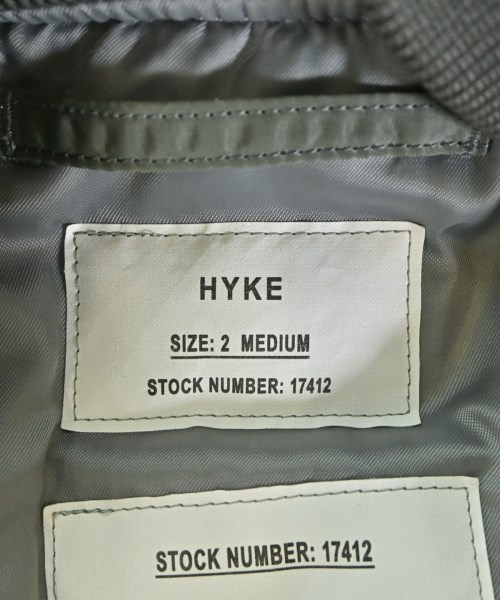 HYKE
SIZE: 2 MEDIUM
STOCK NUMBER: 17412
STOCK NUMBER: 17412